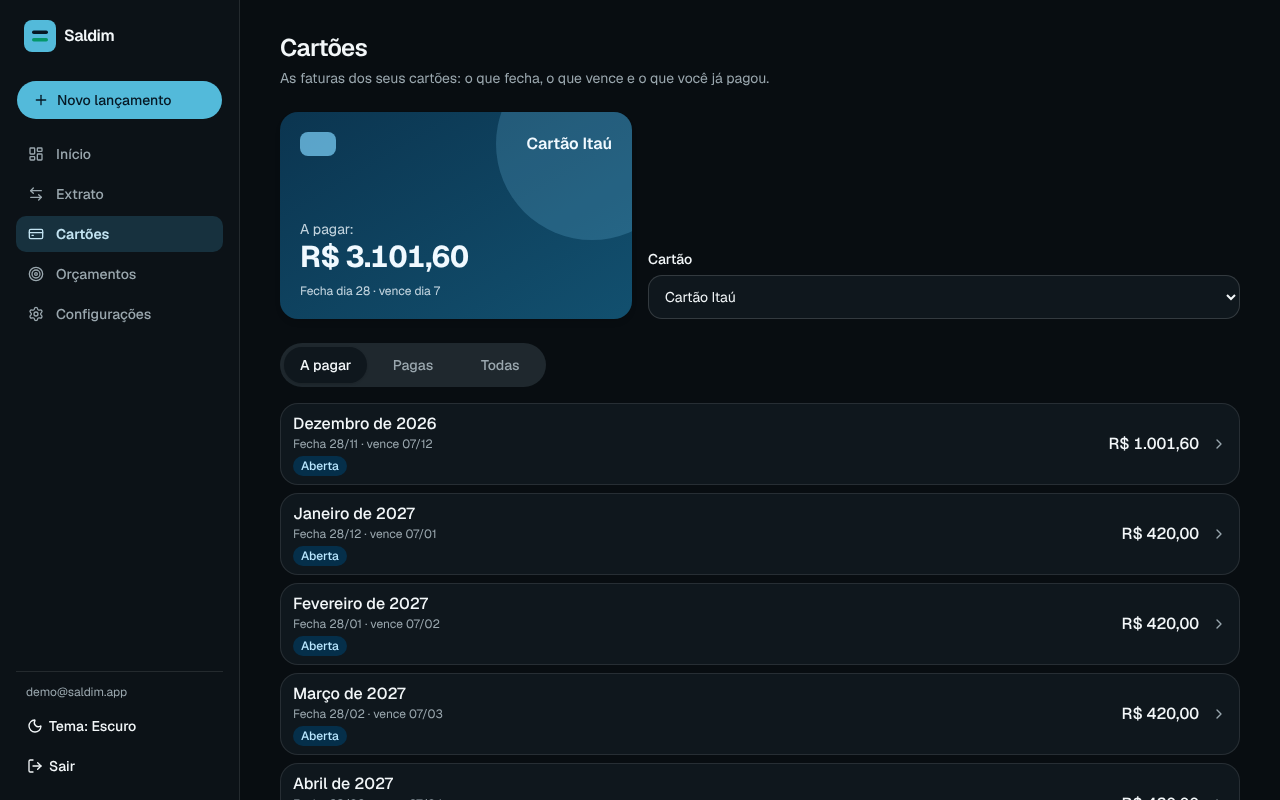 Saldim
Novo lançamento
Início
Extrato
Cartões
Orçamentos
Configurações
demo@saldim.app
Tema: Escuro
Sair
Cartões
As faturas dos seus cartões: o que fecha, o que vence e o que você já pagou.
Cartão Itaú
A pagar:
R$ 3.101,60
Fecha dia 28 · vence dia 7
Cartão
Cartão Itaú
A pagar Pagas Todas
Dezembro de 2026
Fecha 28/11 · vence 07/12
Aberta
R$ 1.001,60
Janeiro de 2027
Fecha 28/12 · vence 07/01
Aberta
R$ 420,00
Fevereiro de 2027
Fecha 28/01 · vence 07/02
Aberta
R$ 420,00
Março de 2027
Fecha 28/02 · vence 07/03
Aberta
R$ 420,00
Abril de 2027